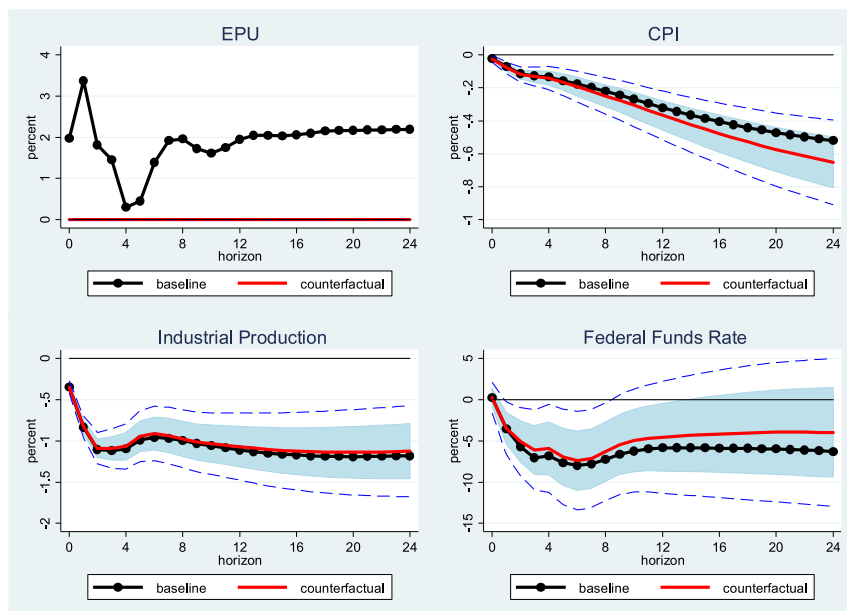 EPU
4
3
2
1
0
percent
0 4 8 12 16 20 24
horizon
baseline counterfactual
CPI
0
-.2
-.4
-.6
-.8
-1
percent
0 4 8 12 16 20 24
horizon
baseline counterfactual
Industrial Production
0
-.5
-1
-1.5
-2
percent
0 4 8 12 16 20 24
horizon
baseline counterfactual
Federal Funds Rate
5
0
-5
-10
-15
percent
0 4 8 12 16 20 24
horizon
baseline counterfactual